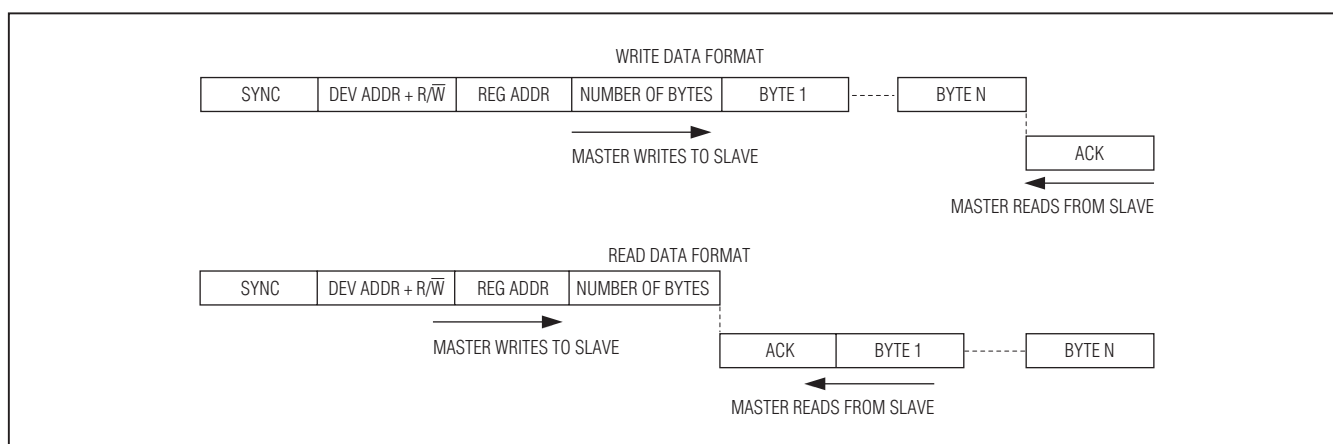 WRITE DATA FORMAT
SYNC DEV ADDR + R/W̅ REG ADDR NUMBER OF BYTES BYTE 1 BYTE N
MASTER WRITES TO SLAVE
ACK
MASTER READS FROM SLAVE
READ DATA FORMAT
SYNC DEV ADDR + R/W̅ REG ADDR NUMBER OF BYTES
MASTER WRITES TO SLAVE
ACK BYTE 1 BYTE N
MASTER READS FROM SLAVE